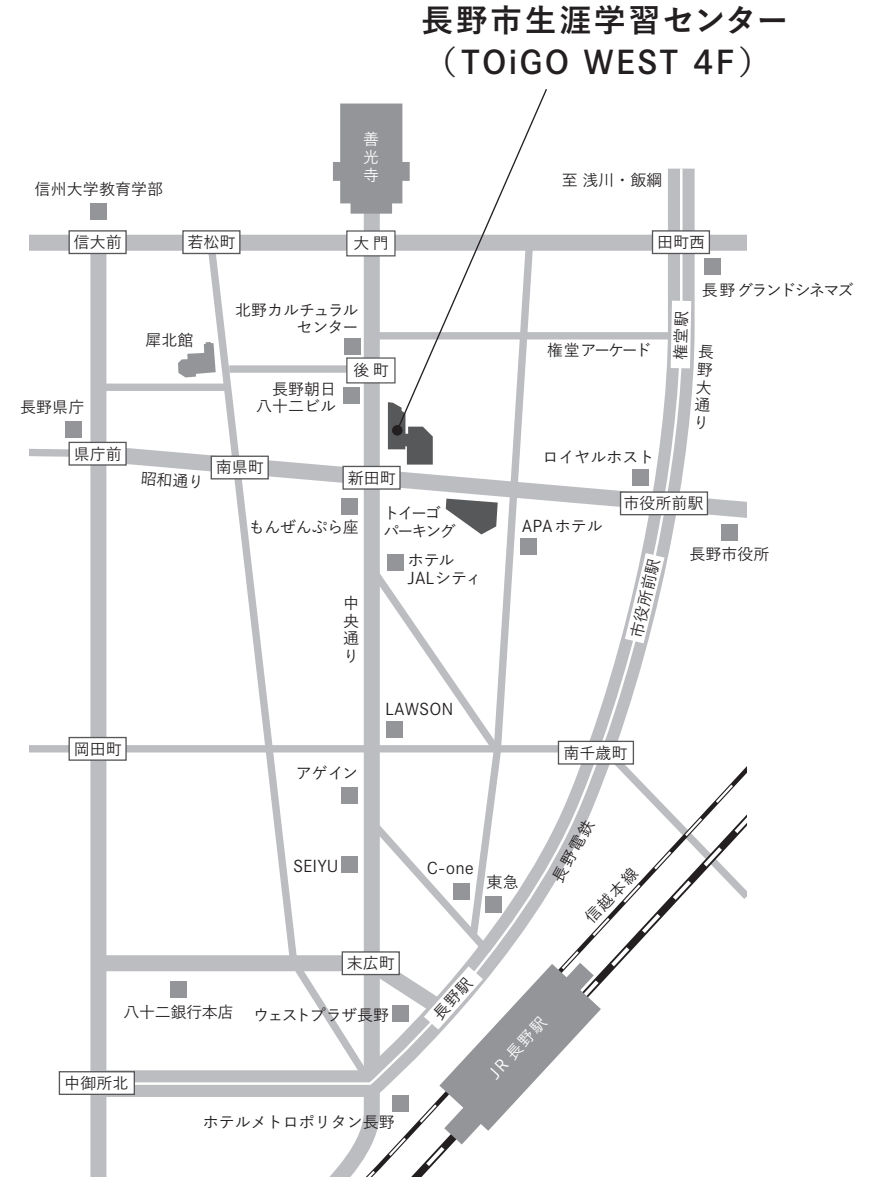 長野市生涯学習センター
（TOiGO WEST 4F）
善光寺
至 浅川・飯綱
信州大学教育学部
信大前
若松町
大門
田町西
長野グランドシネマズ
北野カルチュラル
センター
権堂駅
犀北館
権堂アーケード
長野大通り
後町
長野朝日
八十二ビル
長野県庁
県庁前
南県町
昭和通り
新田町
ロイヤルホスト
市役所前駅
トイーゴ
パーキング
もんぜんぷら座
APAホテル
長野市役所
ホテル
JALシティ
市役所前駅
中央通り
LAWSON
岡田町
南千歳町
アゲイン
長野電鉄
SEIYU
C-one
東急
信越本線
末広町
八十二銀行本店
ウェストプラザ長野
長野駅
JR 長野駅
中御所北
ホテルメトロポリタン長野